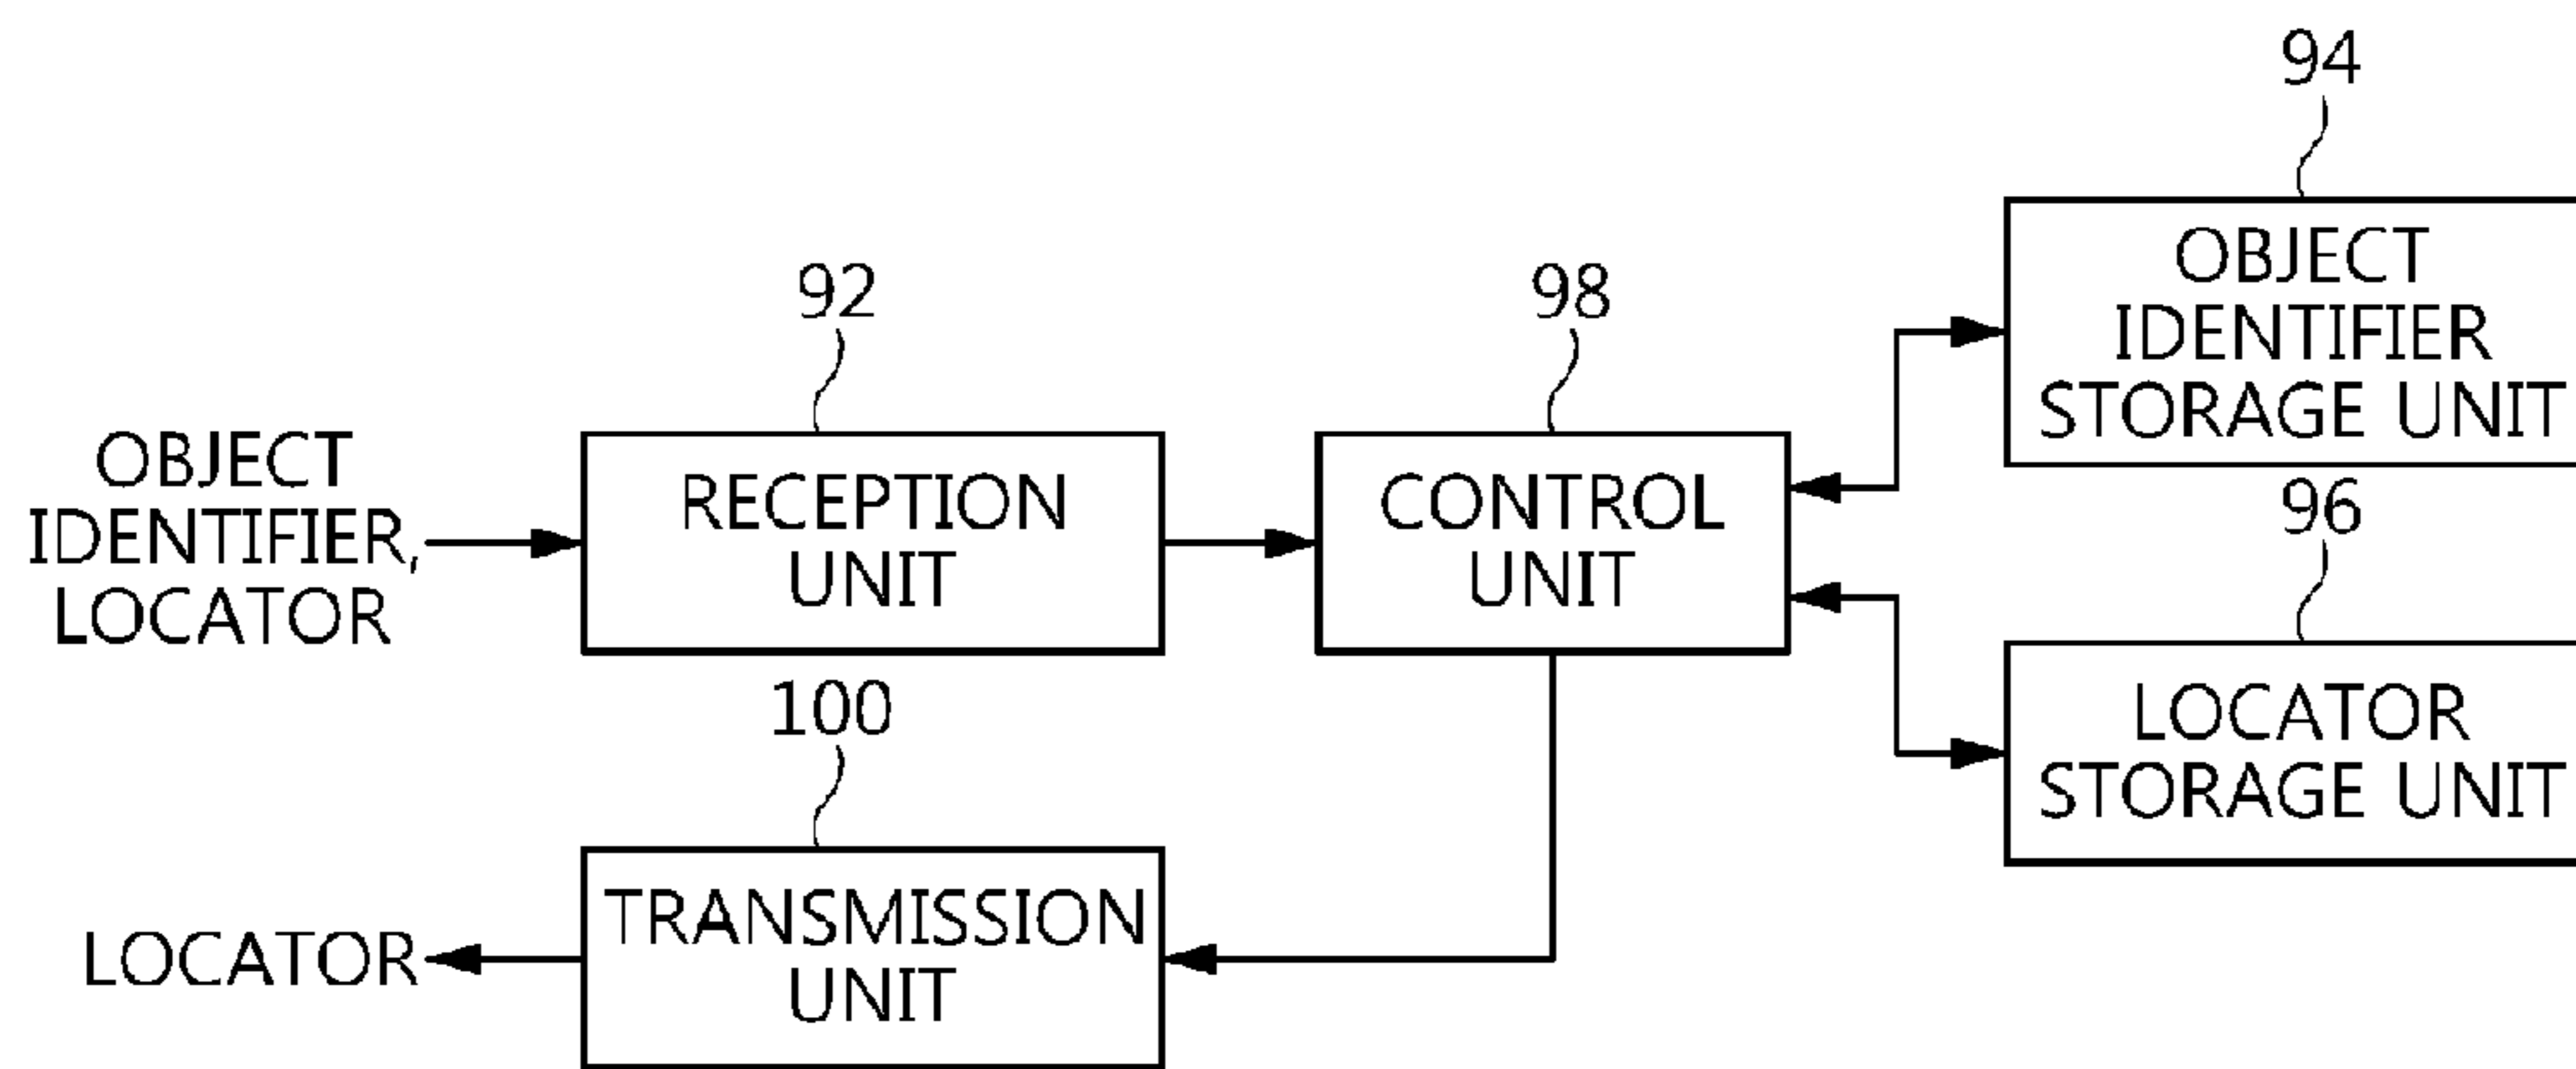 94
OBJECT
IDENTIFIER
STORAGE UNIT
92
98
OBJECT
IDENTIFIER,
LOCATOR
RECEPTION
UNIT
CONTROL
UNIT
96
LOCATOR
STORAGE UNIT
100
TRANSMISSION
UNIT
LOCATOR